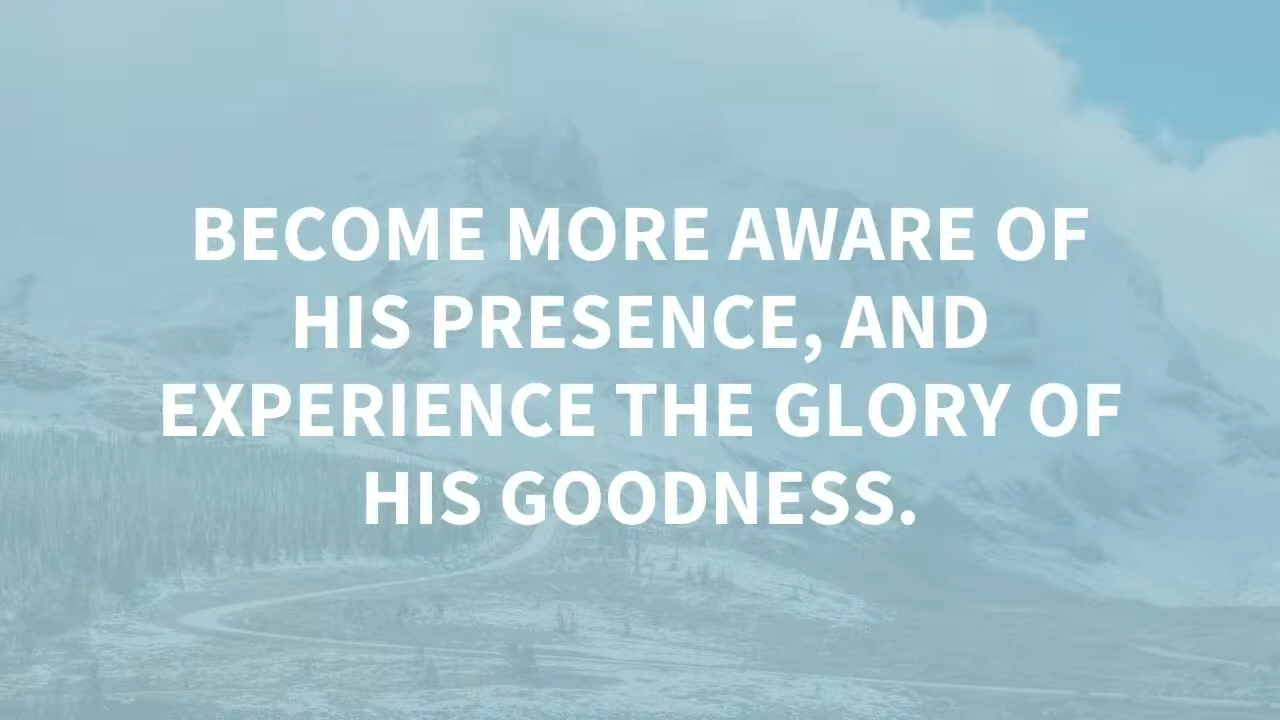 BECOME MORE AWARE OF
HIS PRESENCE, AND
EXPERIENCE THE GLORY OF
HIS GOODNESS.